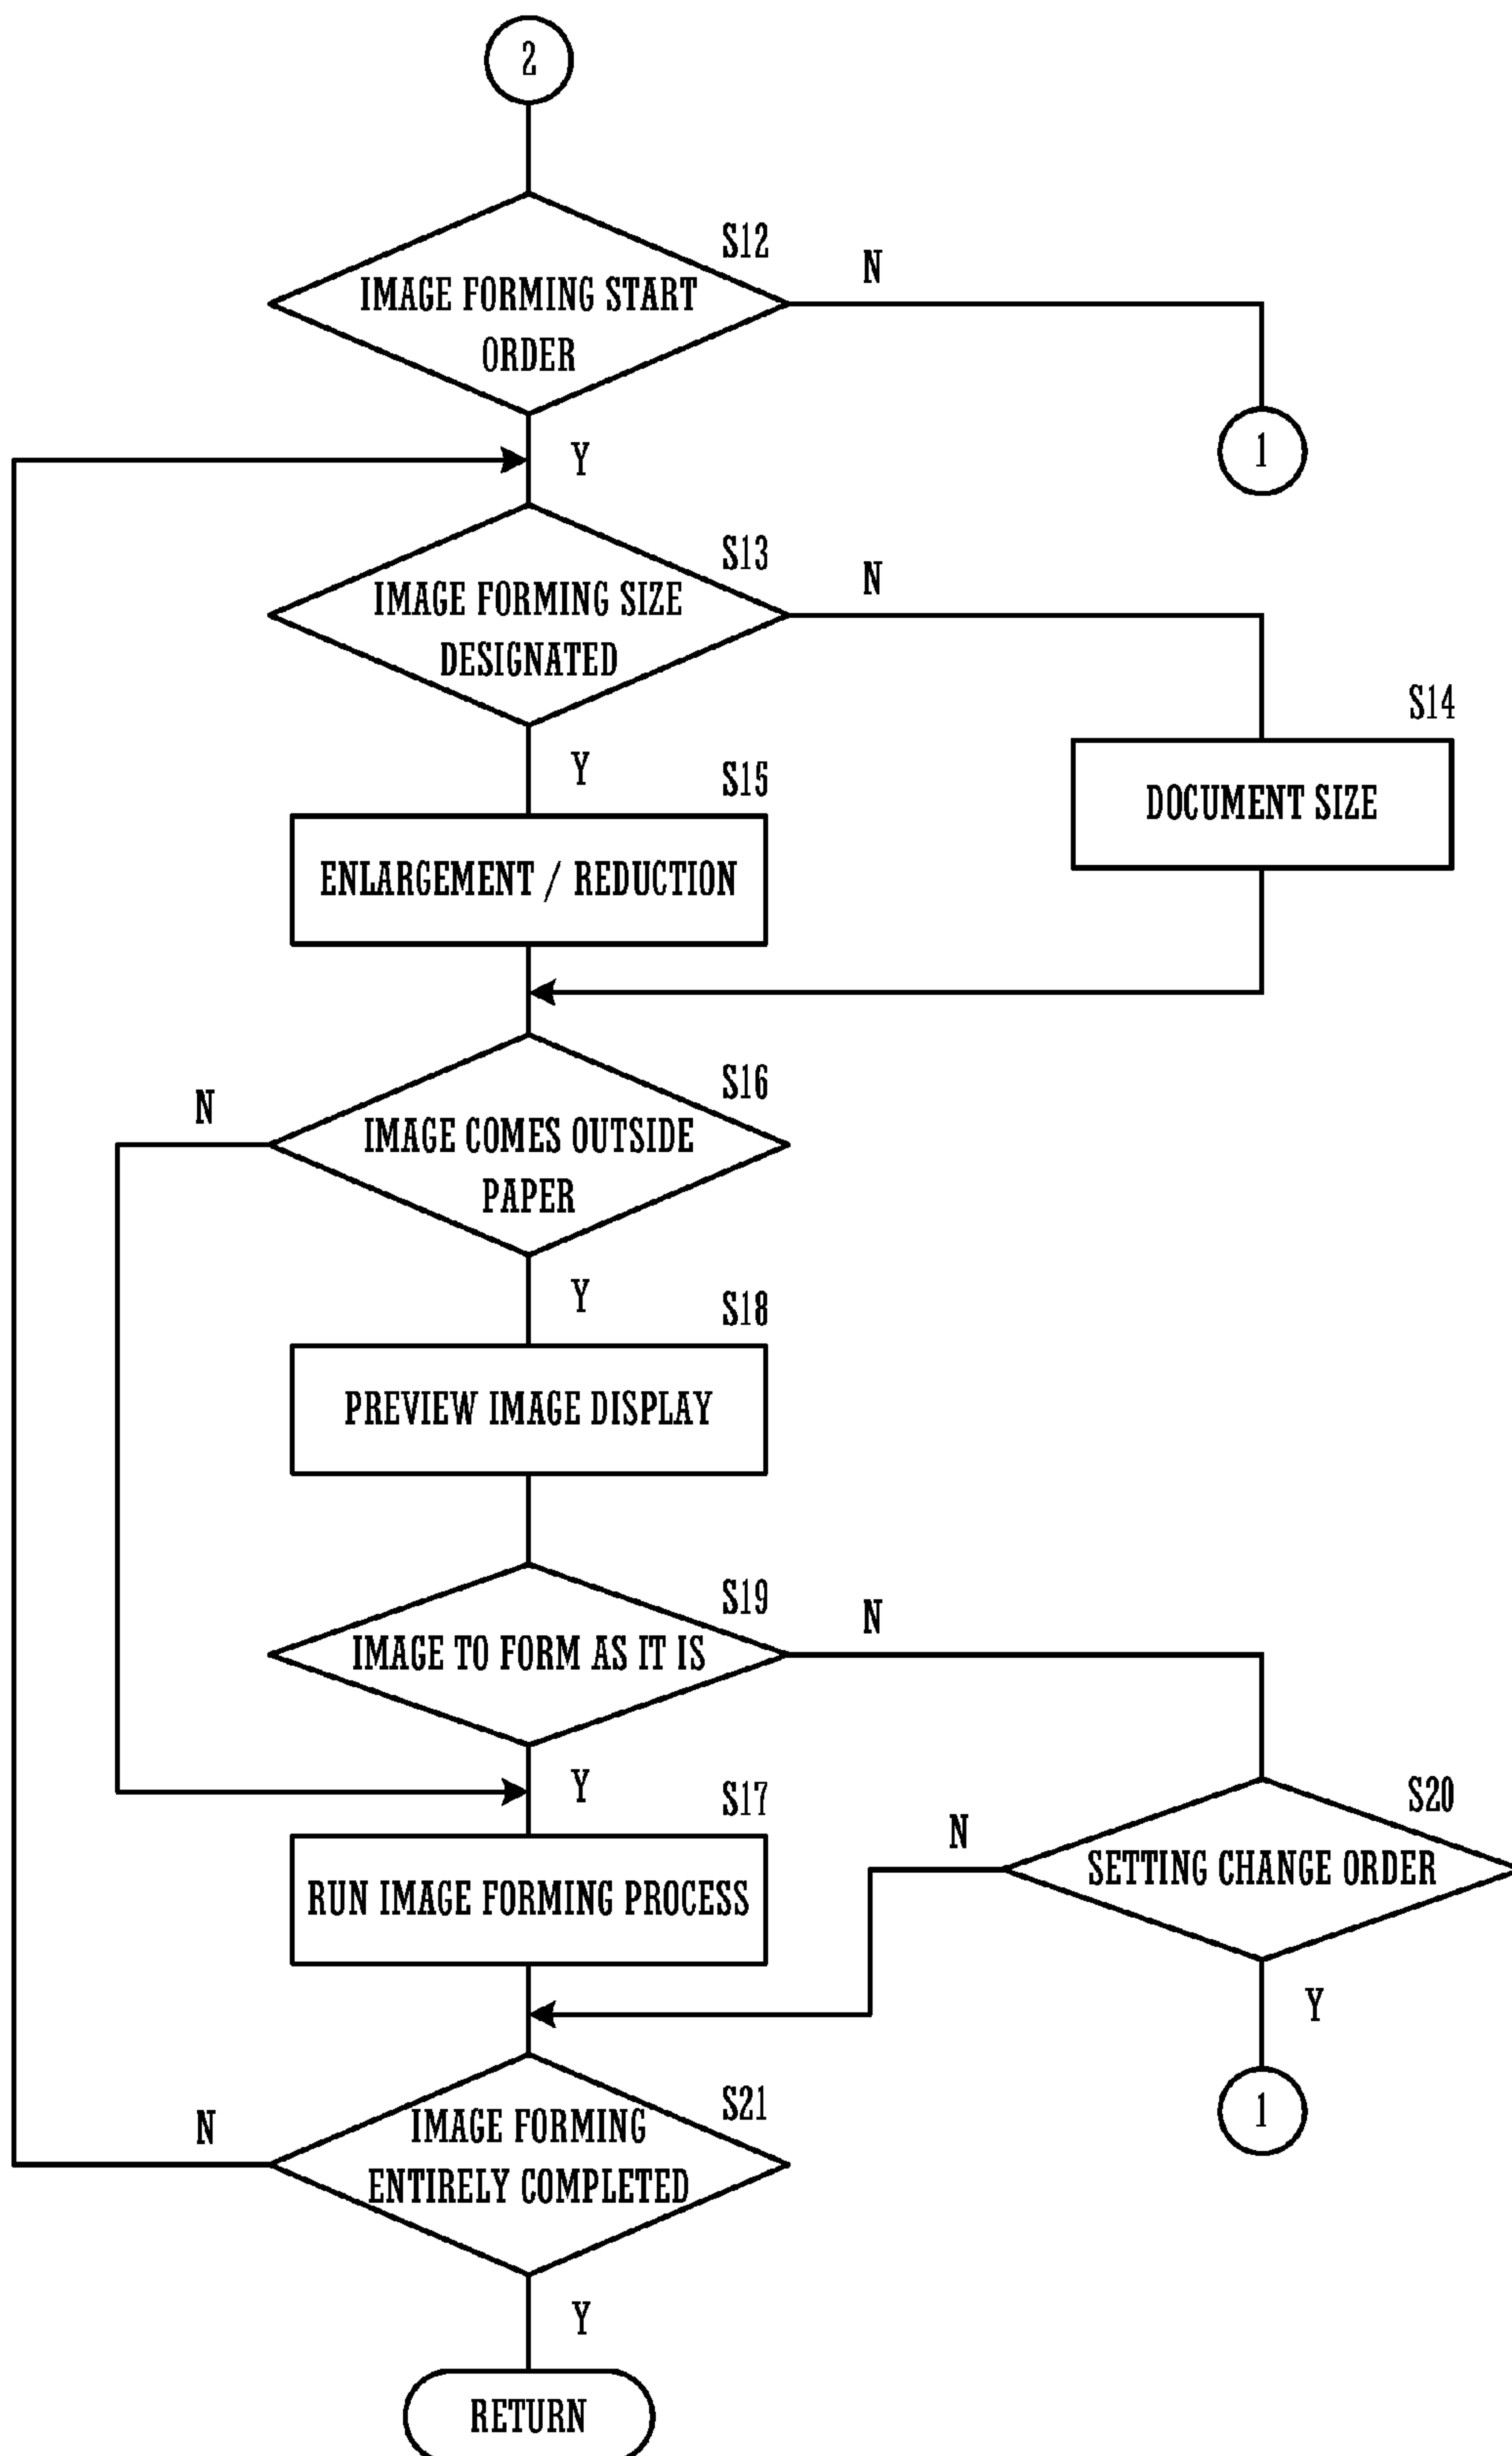 2
S12
N
IMAGE FORMING START
ORDER
1
Y
S13
N
IMAGE FORMING SIZE
DESIGNATED
S14
Y
S15
DOCUMENT SIZE
ENLARGEMENT / REDUCTION
S16
N
IMAGE COMES OUTSIDE
PAPER
Y
S18
PREVIEW IMAGE DISPLAY
S19
N
IMAGE TO FORM AS IT IS
Y
S17
S20
N
SETTING CHANGE ORDER
RUN IMAGE FORMING PROCESS
Y
S21
N
IMAGE FORMING
ENTIRELY COMPLETED
1
Y
RETURN